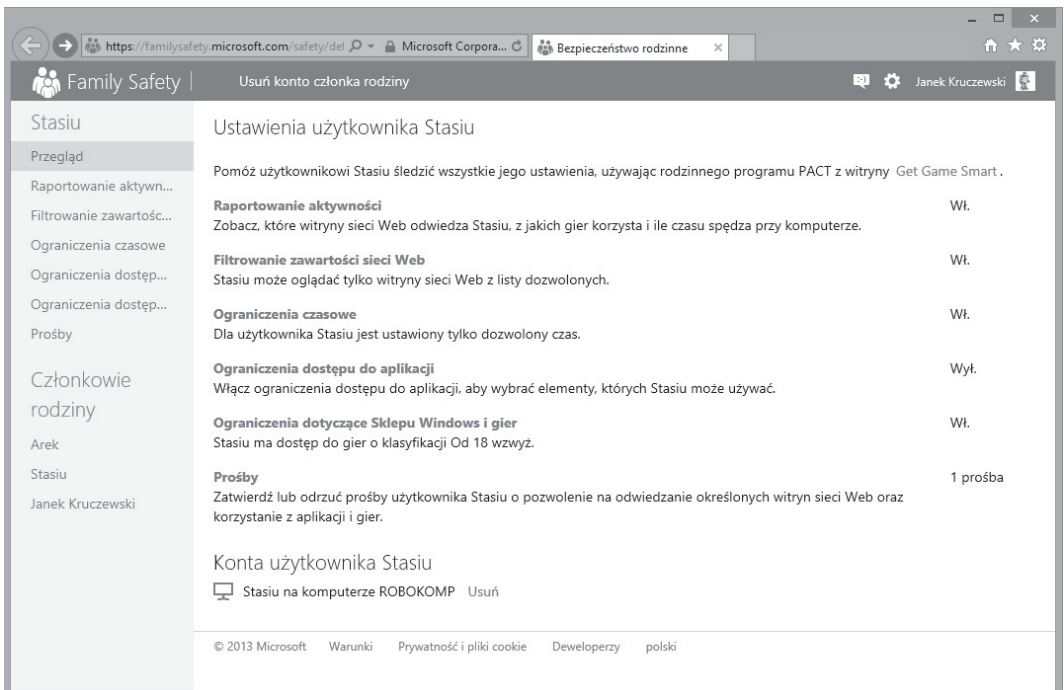 https://familysafety.microsoft.com/safety/del
Microsoft Corpora...
Bezpieczeństwo rodzinne
Family Safety
Usuń konto członka rodziny
Janek Kruczewski
Stasiu
Przegląd
Raportowanie aktywn...
Filtrowanie zawartośc...
Ograniczenia czasowe
Ograniczenia dostęp...
Ograniczenia dostęp...
Prośby
Członkowie
rodziny
Arek
Stasiu
Janek Kruczewski
Ustawienia użytkownika Stasiu
Pomóż użytkownikowi Stasiu śledzić wszystkie jego ustawienia, używając rodzinnego programu PACT z witryny Get Game Smart.
Raportowanie aktywności Wł.
Zobacz, które witryny sieci Web odwiedza Stasiu, z jakich gier korzysta i ile czasu spędza przy komputerze.
Filtrowanie zawartości sieci Web Wł.
Stasiu może oglądać tylko witryny sieci Web z listy dozwolonych.
Ograniczenia czasowe Wł.
Dla użytkownika Stasiu jest ustawiony tylko dozwolony czas.
Ograniczenia dostępu do aplikacji Wył.
Włącz ograniczenia dostępu do aplikacji, aby wybrać elementy, których Stasiu może używać.
Ograniczenia dotyczące Sklepu Windows i gier Wł.
Stasiu ma dostęp do gier o klasyfikacji Od 18 wzwyż.
Prośby 1 prośba
Zatwierdź lub odrzuć prośby użytkownika Stasiu o pozwolenie na odwiedzanie określonych witryn sieci Web oraz
korzystanie z aplikacji i gier.
Konta użytkownika Stasiu
Stasiu na komputerze ROBOKOMP Usuń
© 2013 Microsoft Warunki Prywatność i pliki cookie Deweloperzy polski